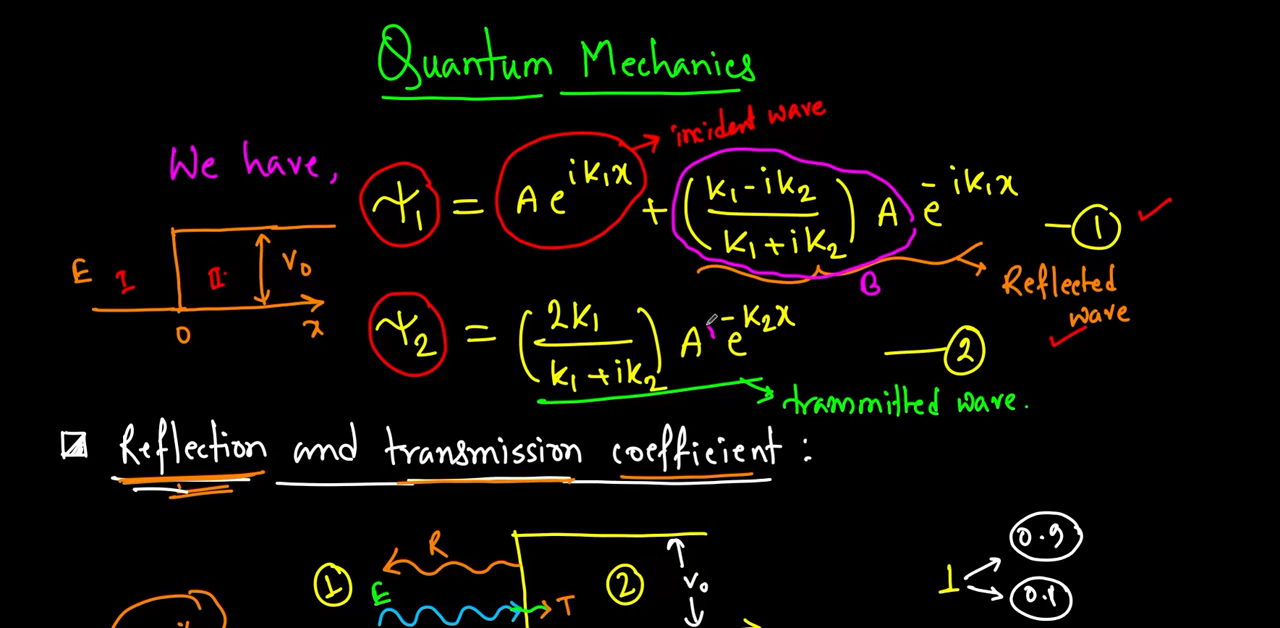 Quantum Mechanics
We have,
ψ₁ = A e^{ik₁x} + ((k₁ - ik₂)/(k₁ + ik₂)) A e^{-ik₁x} —①
incident wave
B
Reflected wave
E I II V₀
0 x
ψ₂ = (2k₁/(k₁ + ik₂)) A e^{-k₂x} —②
transmitted wave.
Reflection and transmission coefficient :
① R ② V₀
E T
1 0.9
0.1